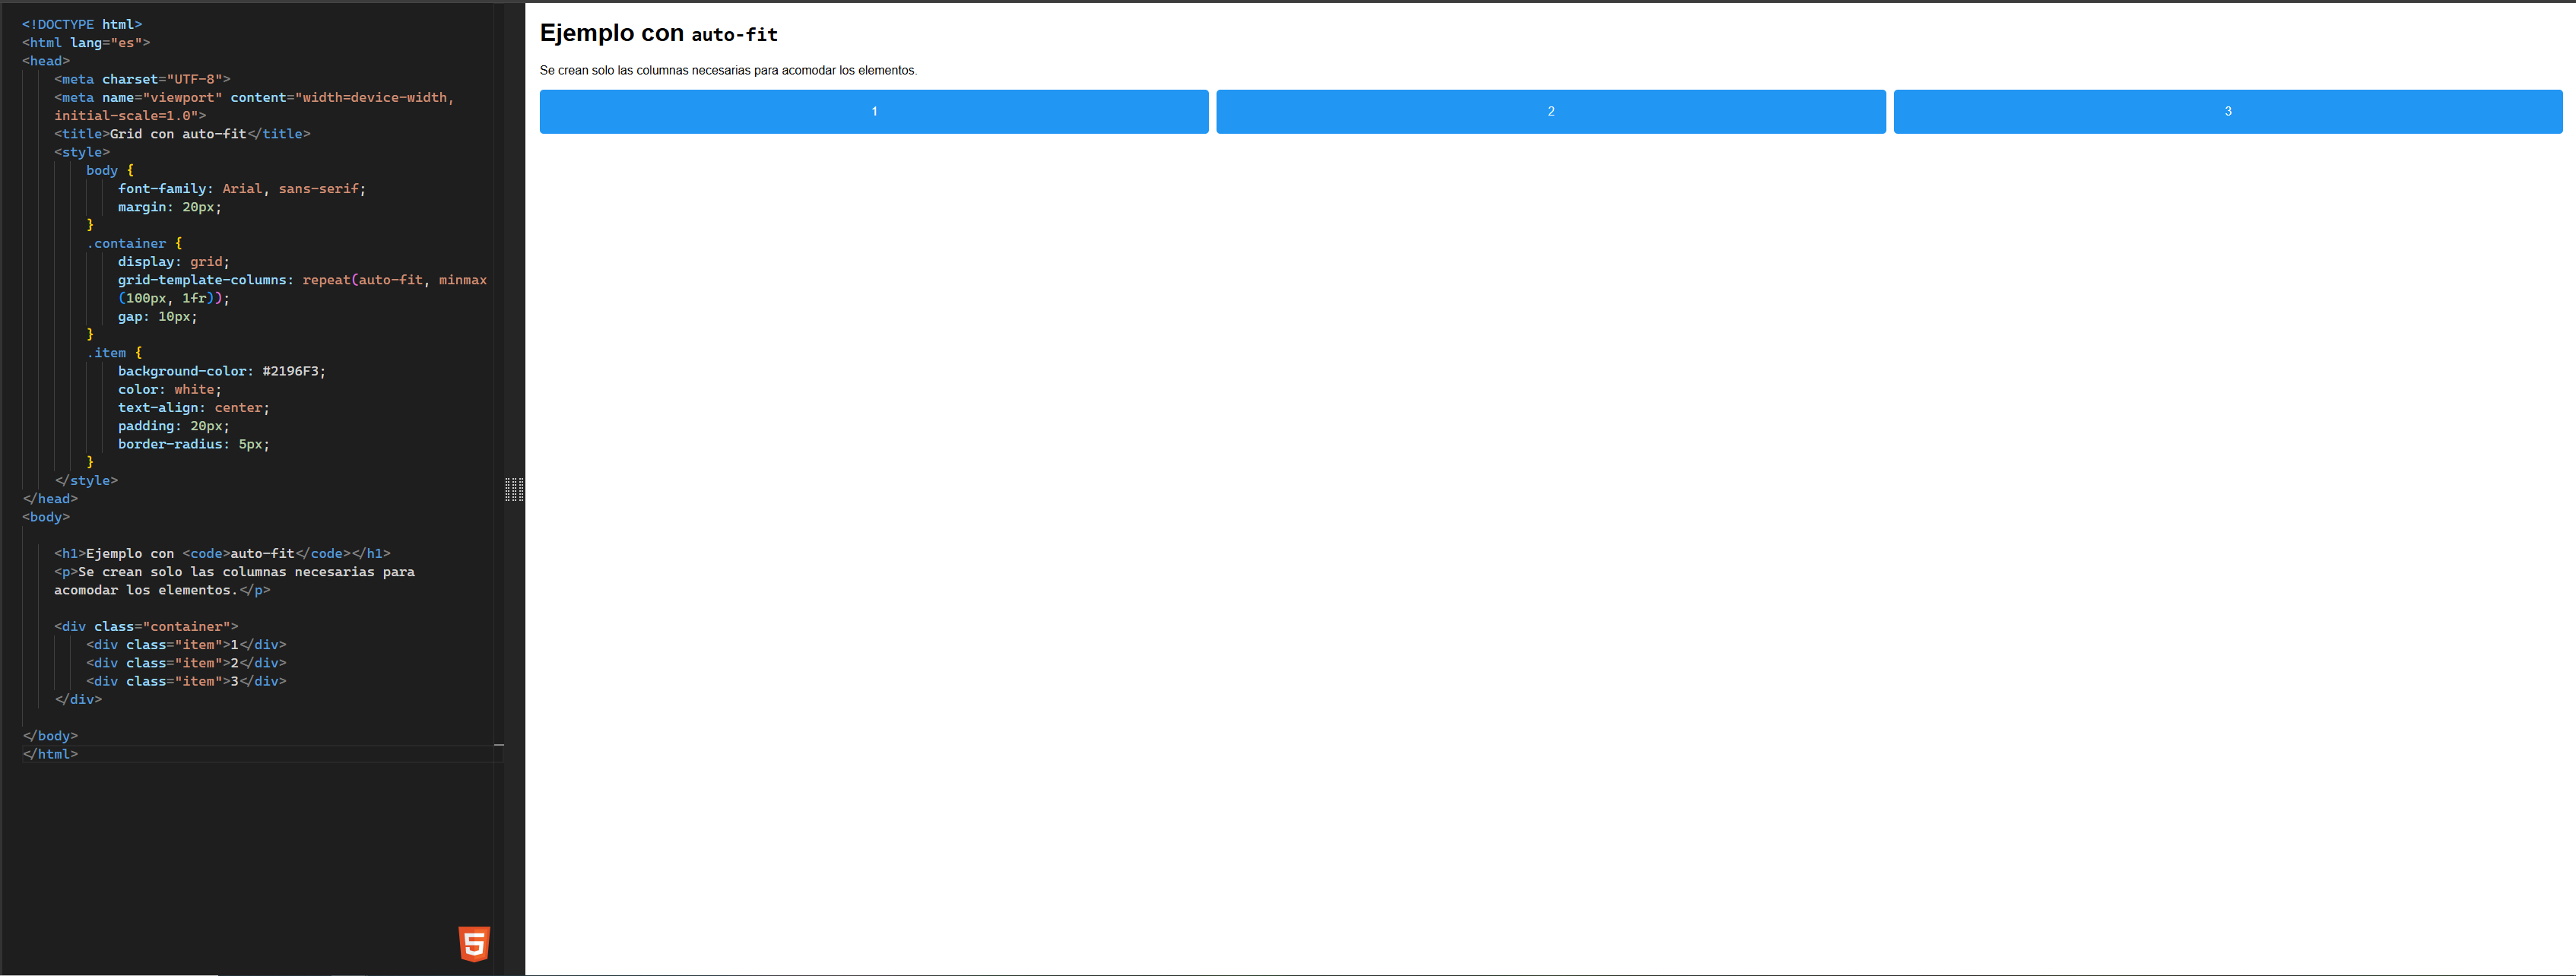 <!DOCTYPE html>
<html lang="es">
<head>
<meta charset="UTF-8">
<meta name="viewport" content="width=device-width,
initial-scale=1.0">
<title>Grid con auto-fit</title>
<style>
body {
font-family: Arial, sans-serif;
margin: 20px;
}
.container {
display: grid;
grid-template-columns: repeat(auto-fit, minmax
(100px, 1fr));
gap: 10px;
}
.item {
background-color: #2196F3;
color: white;
text-align: center;
padding: 20px;
border-radius: 5px;
}
</style>
</head>
<body>
<h1>Ejemplo con <code>auto-fit</code></h1>
<p>Se crean solo las columnas necesarias para
acomodar los elementos.</p>
<div class="container">
<div class="item">1</div>
<div class="item">2</div>
<div class="item">3</div>
</div>
</body>
</html>
5
Ejemplo con auto-fit
Se crean solo las columnas necesarias para acomodar los elementos.
1 2 3